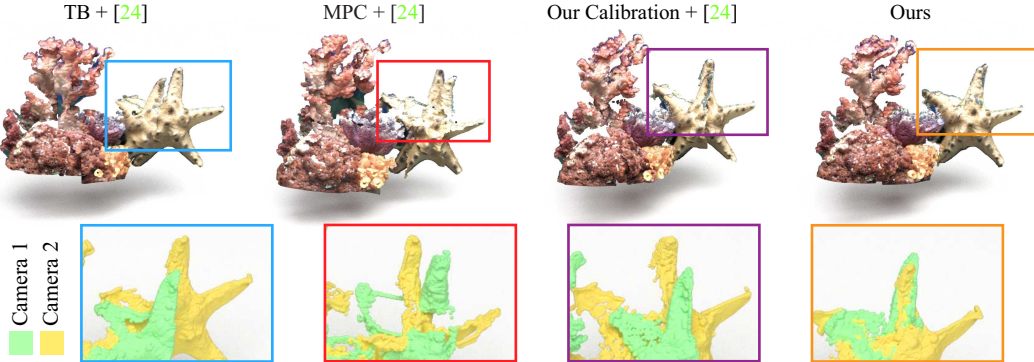 TB + [24]
MPC + [24]
Our Calibration + [24]
Ours
Camera 1
Camera 2